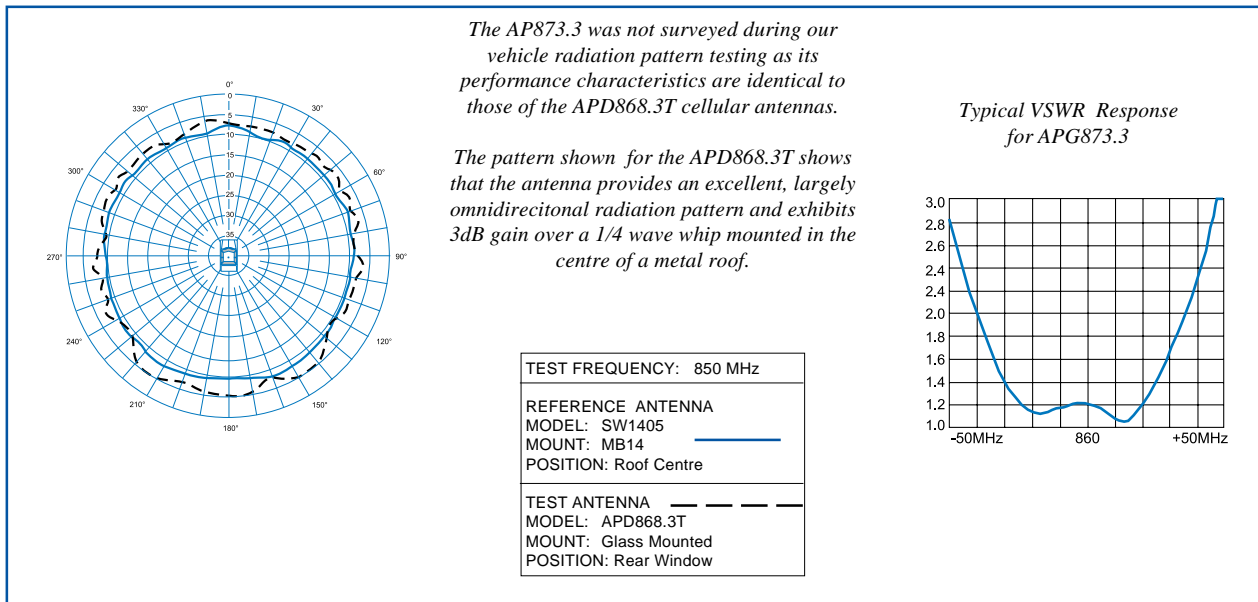 The AP873.3 was not surveyed during our
vehicle radiation pattern testing as its
performance characteristics are identical to
those of the APD868.3T cellular antennas.
The pattern shown for the APD868.3T shows
that the antenna provides an excellent, largely
omnidirecitonal radiation pattern and exhibits
3dB gain over a 1/4 wave whip mounted in the
centre of a metal roof.
0°
30°
60°
90°
120°
150°
180°
210°
240°
270°
300°
330°
0
5
10
15
20
25
30
35
TEST FREQUENCY: 850 MHz
REFERENCE ANTENNA
MODEL: SW1405
MOUNT: MB14
POSITION: Roof Centre
TEST ANTENNA
MODEL: APD868.3T
MOUNT: Glass Mounted
POSITION: Rear Window
Typical VSWR Response
for APG873.3
3.0
2.8
2.6
2.4
2.2
2.0
1.8
1.6
1.4
1.2
1.0
-50MHz 860 +50MHz